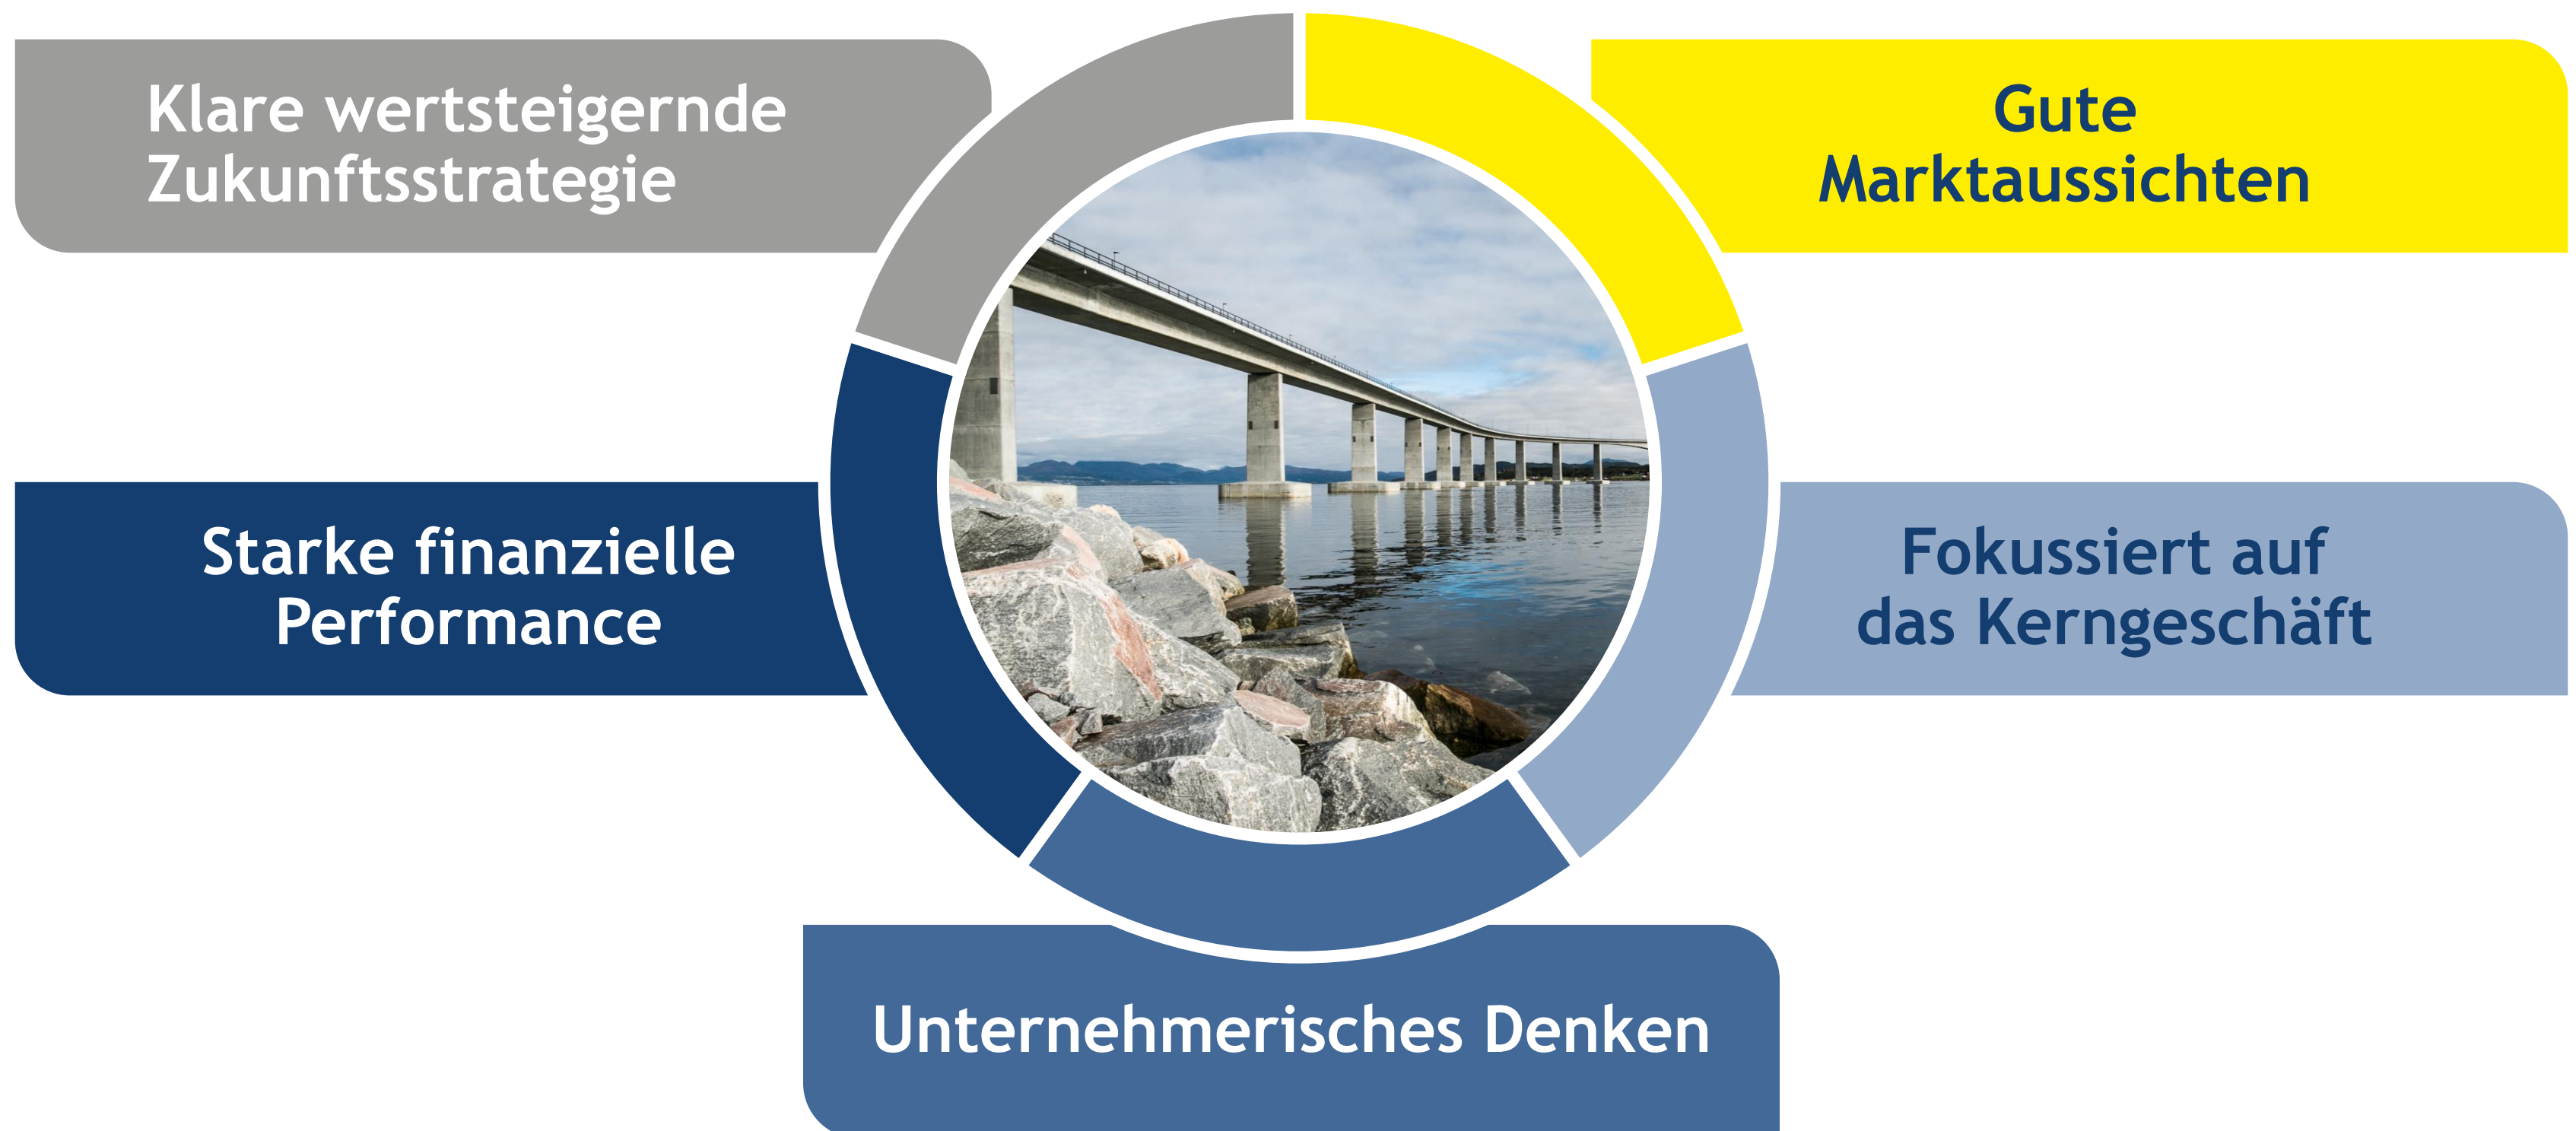 Klare wertsteigernde
Zukunftsstrategie
Gute
Marktaussichten
Starke finanzielle
Performance
Fokussiert auf
das Kerngeschäft
Unternehmerisches Denken